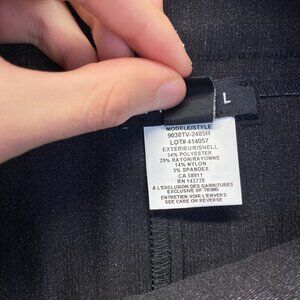 L
MODELE/STYLE
9038TV-2485H
LOT# 414057
EXTERIEUR/SHELL
54% POLYESTER
29% RAYON/RAYONNE
14% NYLON
3% SPANDEX
CA 58911
RN 143728
A L'EXCLUSION DES GARNITURES
EXCLUSIVE OF TRIMS
ENTRETIEN VOIR L'ENVERS
SEE CARE ON REVERSE